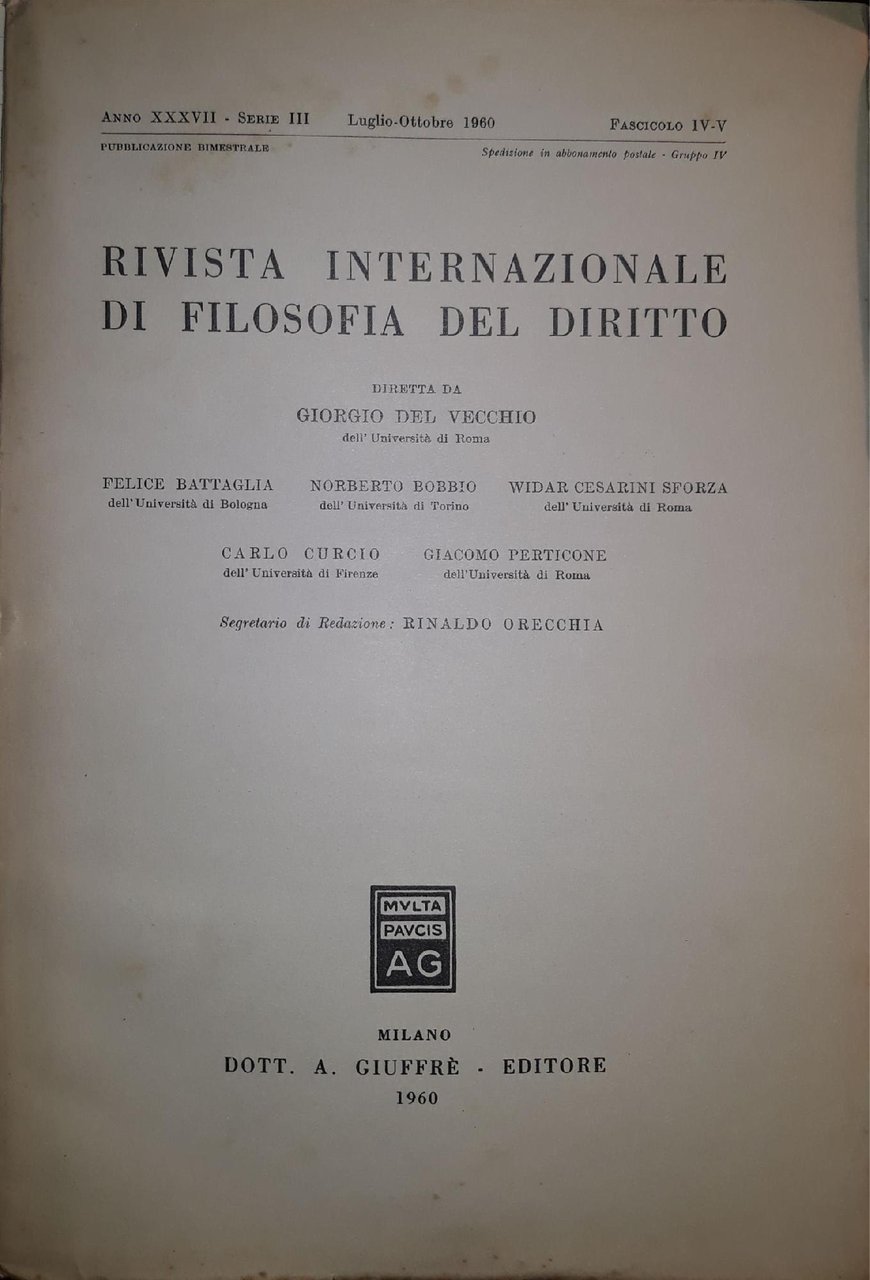 ANNO XXXVII - SERIE III Luglio-Ottobre 1960 FASCICOLO IV-V
PUBBLICAZIONE BIMESTRALE Spedizione in abbonamento postale - Gruppo IV
RIVISTA INTERNAZIONALE
DI FILOSOFIA DEL DIRITTO
DIRETTA DA
GIORGIO DEL VECCHIO
dell' Università di Roma
FELICE BATTAGLIA NORBERTO BOBBIO WIDAR CESARINI SFORZA
dell'Università di Bologna dell' Università di Torino dell' Università di Roma
CARLO CURCIO GIACOMO PERTICONE
dell' Università di Firenze dell'Università di Roma
Segretario di Redazione: RINALDO ORECCHIA
MVLTA
PAVCIS
AG
MILANO
DOTT. A. GIUFFRÈ - EDITORE
1960